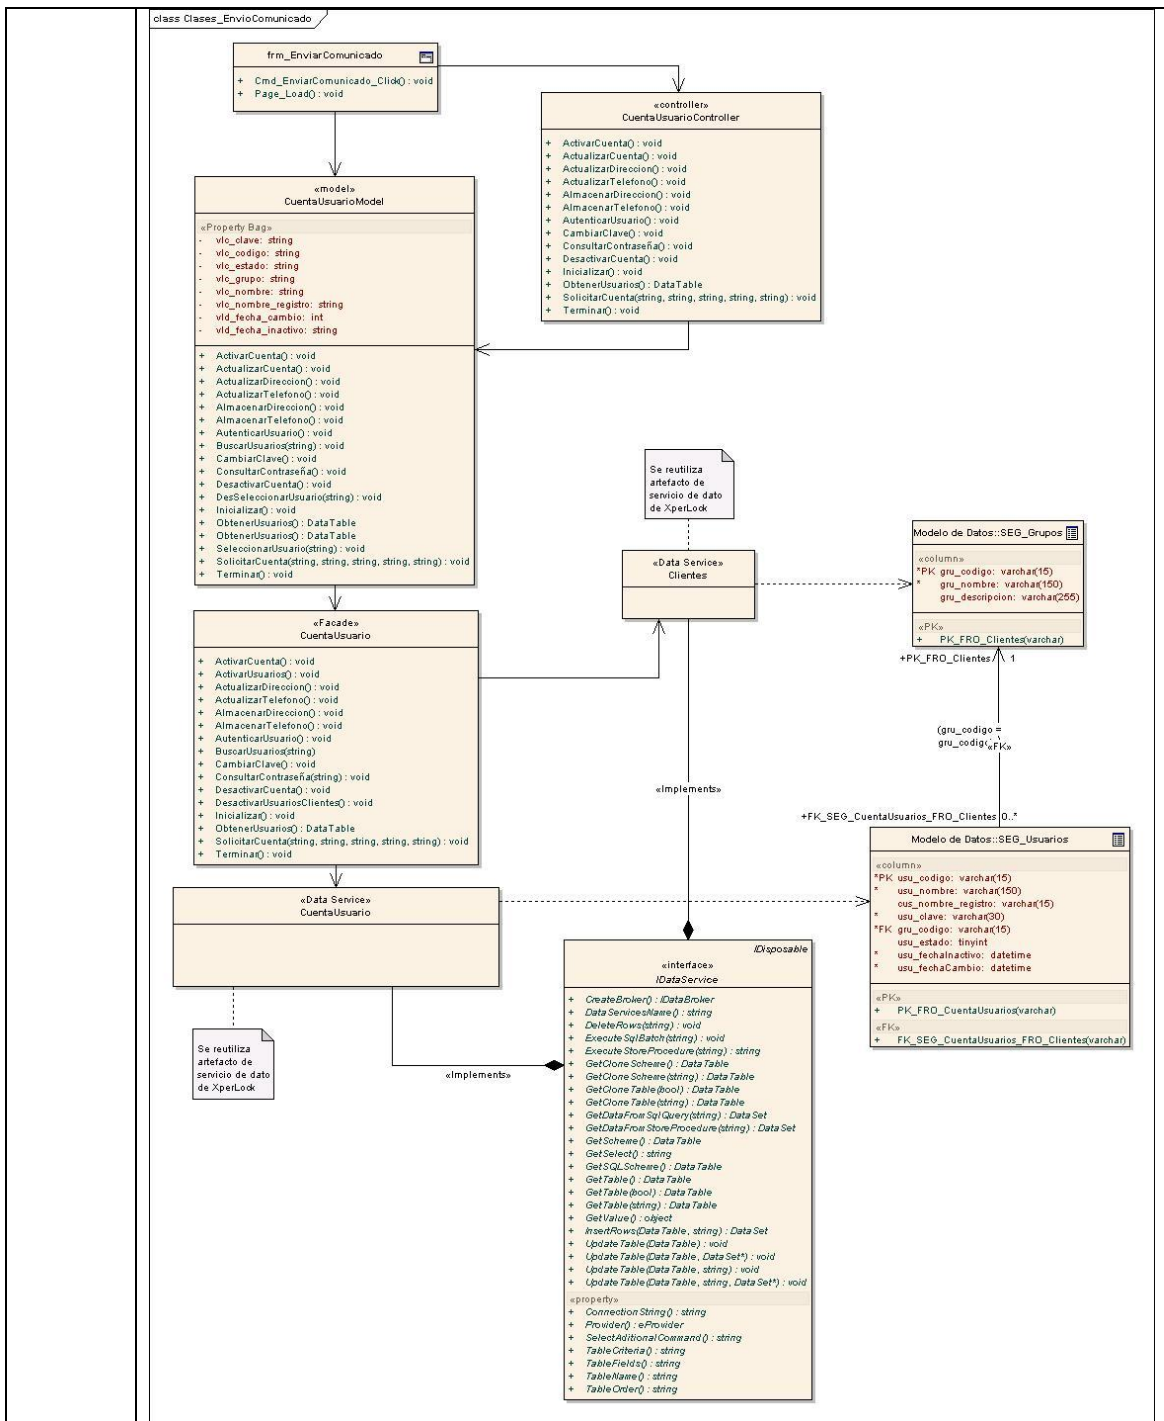 class Clases_EnvioComunicado
frm_EnviarComunicado
+ Cmd_EnviarComunicado_Click() : void
+ Page_Load() : void
«controller»
CuentaUsuarioController
+ ActivarCuenta() : void
+ ActualizarCuenta() : void
+ ActualizarDireccion() : void
+ ActualizarTelefono() : void
+ AlmacenarDireccion() : void
+ AlmacenarTelefono() : void
+ AutenticarUsuario() : void
+ CambiarClave() : void
+ ConsultarContraseña() : void
+ DesactivarCuenta() : void
+ Inicializar() : void
+ ObtenerUsuarios() : DataTable
+ SolicitarCuenta(string, string, string, string, string) : void
+ Terminar() : void
«model»
CuentaUsuarioModel
«Property Bag»
- vlc_clave: string
- vlc_codigo: string
- vlc_estado: string
- vlc_grupo: string
- vlc_nombre: string
- vlc_nombre_registro: string
- vld_fecha_cambio: int
- vld_fecha_inactivo: string
+ ActivarCuenta() : void
+ ActualizarCuenta() : void
+ ActualizarDireccion() : void
+ ActualizarTelefono() : void
+ AlmacenarDireccion() : void
+ AlmacenarTelefono() : void
+ AutenticarUsuario() : void
+ BuscarUsuarios(string) : void
+ CambiarClave() : void
+ ConsultarContraseña() : void
+ DesactivarCuenta() : void
+ DesSeleccionarUsuario(string) : void
+ Inicializar() : void
+ ObtenerUsuarios() : DataTable
+ ObtenerUsuarios() : DataTable
+ SeleccionarUsuario(string) : void
+ SolicitarCuenta(string, string, string, string, string) : void
+ Terminar() : void
Se reutiliza
artefacto de
servicio de dato
de XperLock
«Data Service»
Clientes
Modelo de Datos::SEG_Grupos
«column»
*PK gru_codigo: varchar(15)
* gru_nombre: varchar(150)
gru_descripcion: varchar(255)
«PK»
+ PK_FRO_Clientes(varchar)
+PK_FRO_Clientes 1
(gru_codigo =
gru_codigo
«FK»
+FK_SEG_CuentaUsuarios_FRO_Clientes 0..*
«Facade»
CuentaUsuario
+ ActivarCuenta() : void
+ ActivarUsuarios() : void
+ ActualizarDireccion() : void
+ ActualizarTelefono() : void
+ AlmacenarDireccion() : void
+ AlmacenarTelefono() : void
+ AutenticarUsuario() : void
+ BuscarUsuarios(string)
+ CambiarClave() : void
+ ConsultarContraseña(string) : void
+ DesactivarCuenta() : void
+ DesactivarUsuariosClientes() : void
+ Inicializar() : void
+ ObtenerUsuarios() : DataTable
+ SolicitarCuenta(string, string, string, string, string) : void
+ Terminar() : void
«Implements»
Modelo de Datos::SEG_Usuarios
«column»
*PK usu_codigo: varchar(15)
* usu_nombre: varchar(150)
cus_nombre_registro: varchar(15)
* usu_clave: varchar(30)
*FK gru_codigo: varchar(15)
usu_estado: tinyint
* usu_fechaInactivo: datetime
* usu_fechaCambio: datetime
«PK»
+ PK_FRO_CuentaUsuarios(varchar)
«FK»
+ FK_SEG_CuentaUsuarios_FRO_Clientes(varchar)
«Data Service»
CuentaUsuario
Se reutiliza
artefacto de
servicio de dato
de XperLock
«Implements»
IDisposable
«interface»
IDataService
+ CreateBroker() : IDataBroker
+ DataServicesName() : string
+ DeleteRows(string) : void
+ ExecuteSqlBatch(string) : void
+ ExecuteStoreProcedure(string) : string
+ GetCloneScheme() : DataTable
+ GetCloneScheme(string) : DataTable
+ GetCloneTable(bool) : DataTable
+ GetCloneTable(string) : DataTable
+ GetDataFromSqlQuery(string) : DataSet
+ GetDataFromStoreProcedure(string) : DataSet
+ GetScheme() : DataTable
+ GetSelect() : string
+ GetSQLScheme() : DataTable
+ GetTable() : DataTable
+ GetTable(bool) : DataTable
+ GetTable(string) : DataTable
+ GetValue() : object
+ InsertRows(DataTable, string) : DataSet
+ UpdateTable(DataTable) : void
+ UpdateTable(DataTable, DataSet*) : void
+ UpdateTable(DataTable, string) : void
+ UpdateTable(DataTable, string, DataSet*) : void
«property»
+ ConnectionString() : string
+ Provider() : eProvider
+ SelectAditionalCommand() : string
+ TableCriteria() : string
+ TableFields() : string
+ TableName() : string
+ TableOrder() : string